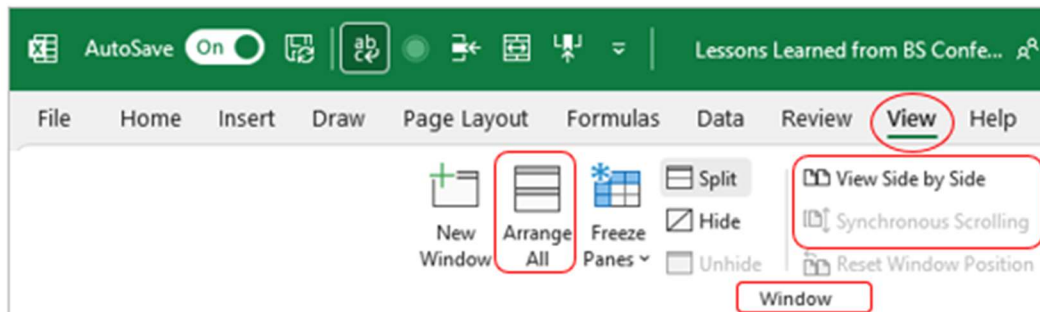 AutoSave On ab Lessons Learned from BS Confe...
File Home Insert Draw Page Layout Formulas Data Review View Help
New Window
Arrange All
Freeze Panes
Split
Hide
Unhide
View Side by Side
Synchronous Scrolling
Reset Window Position
Window